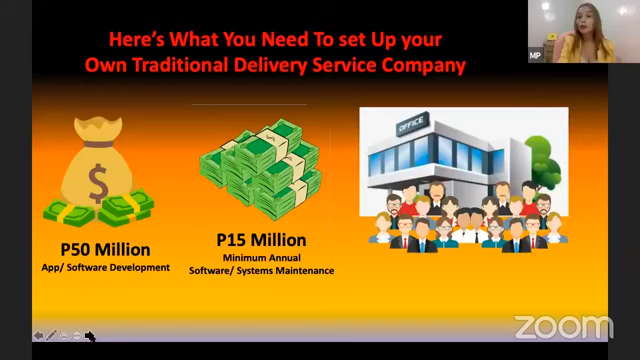 Here's What You Need To set Up your
Own Traditional Delivery Service Company
MP
OFFICE
$
P50 Million
App/ Software Development
P15 Million
Minimum Annual
Software/ Systems Maintenance
zoom